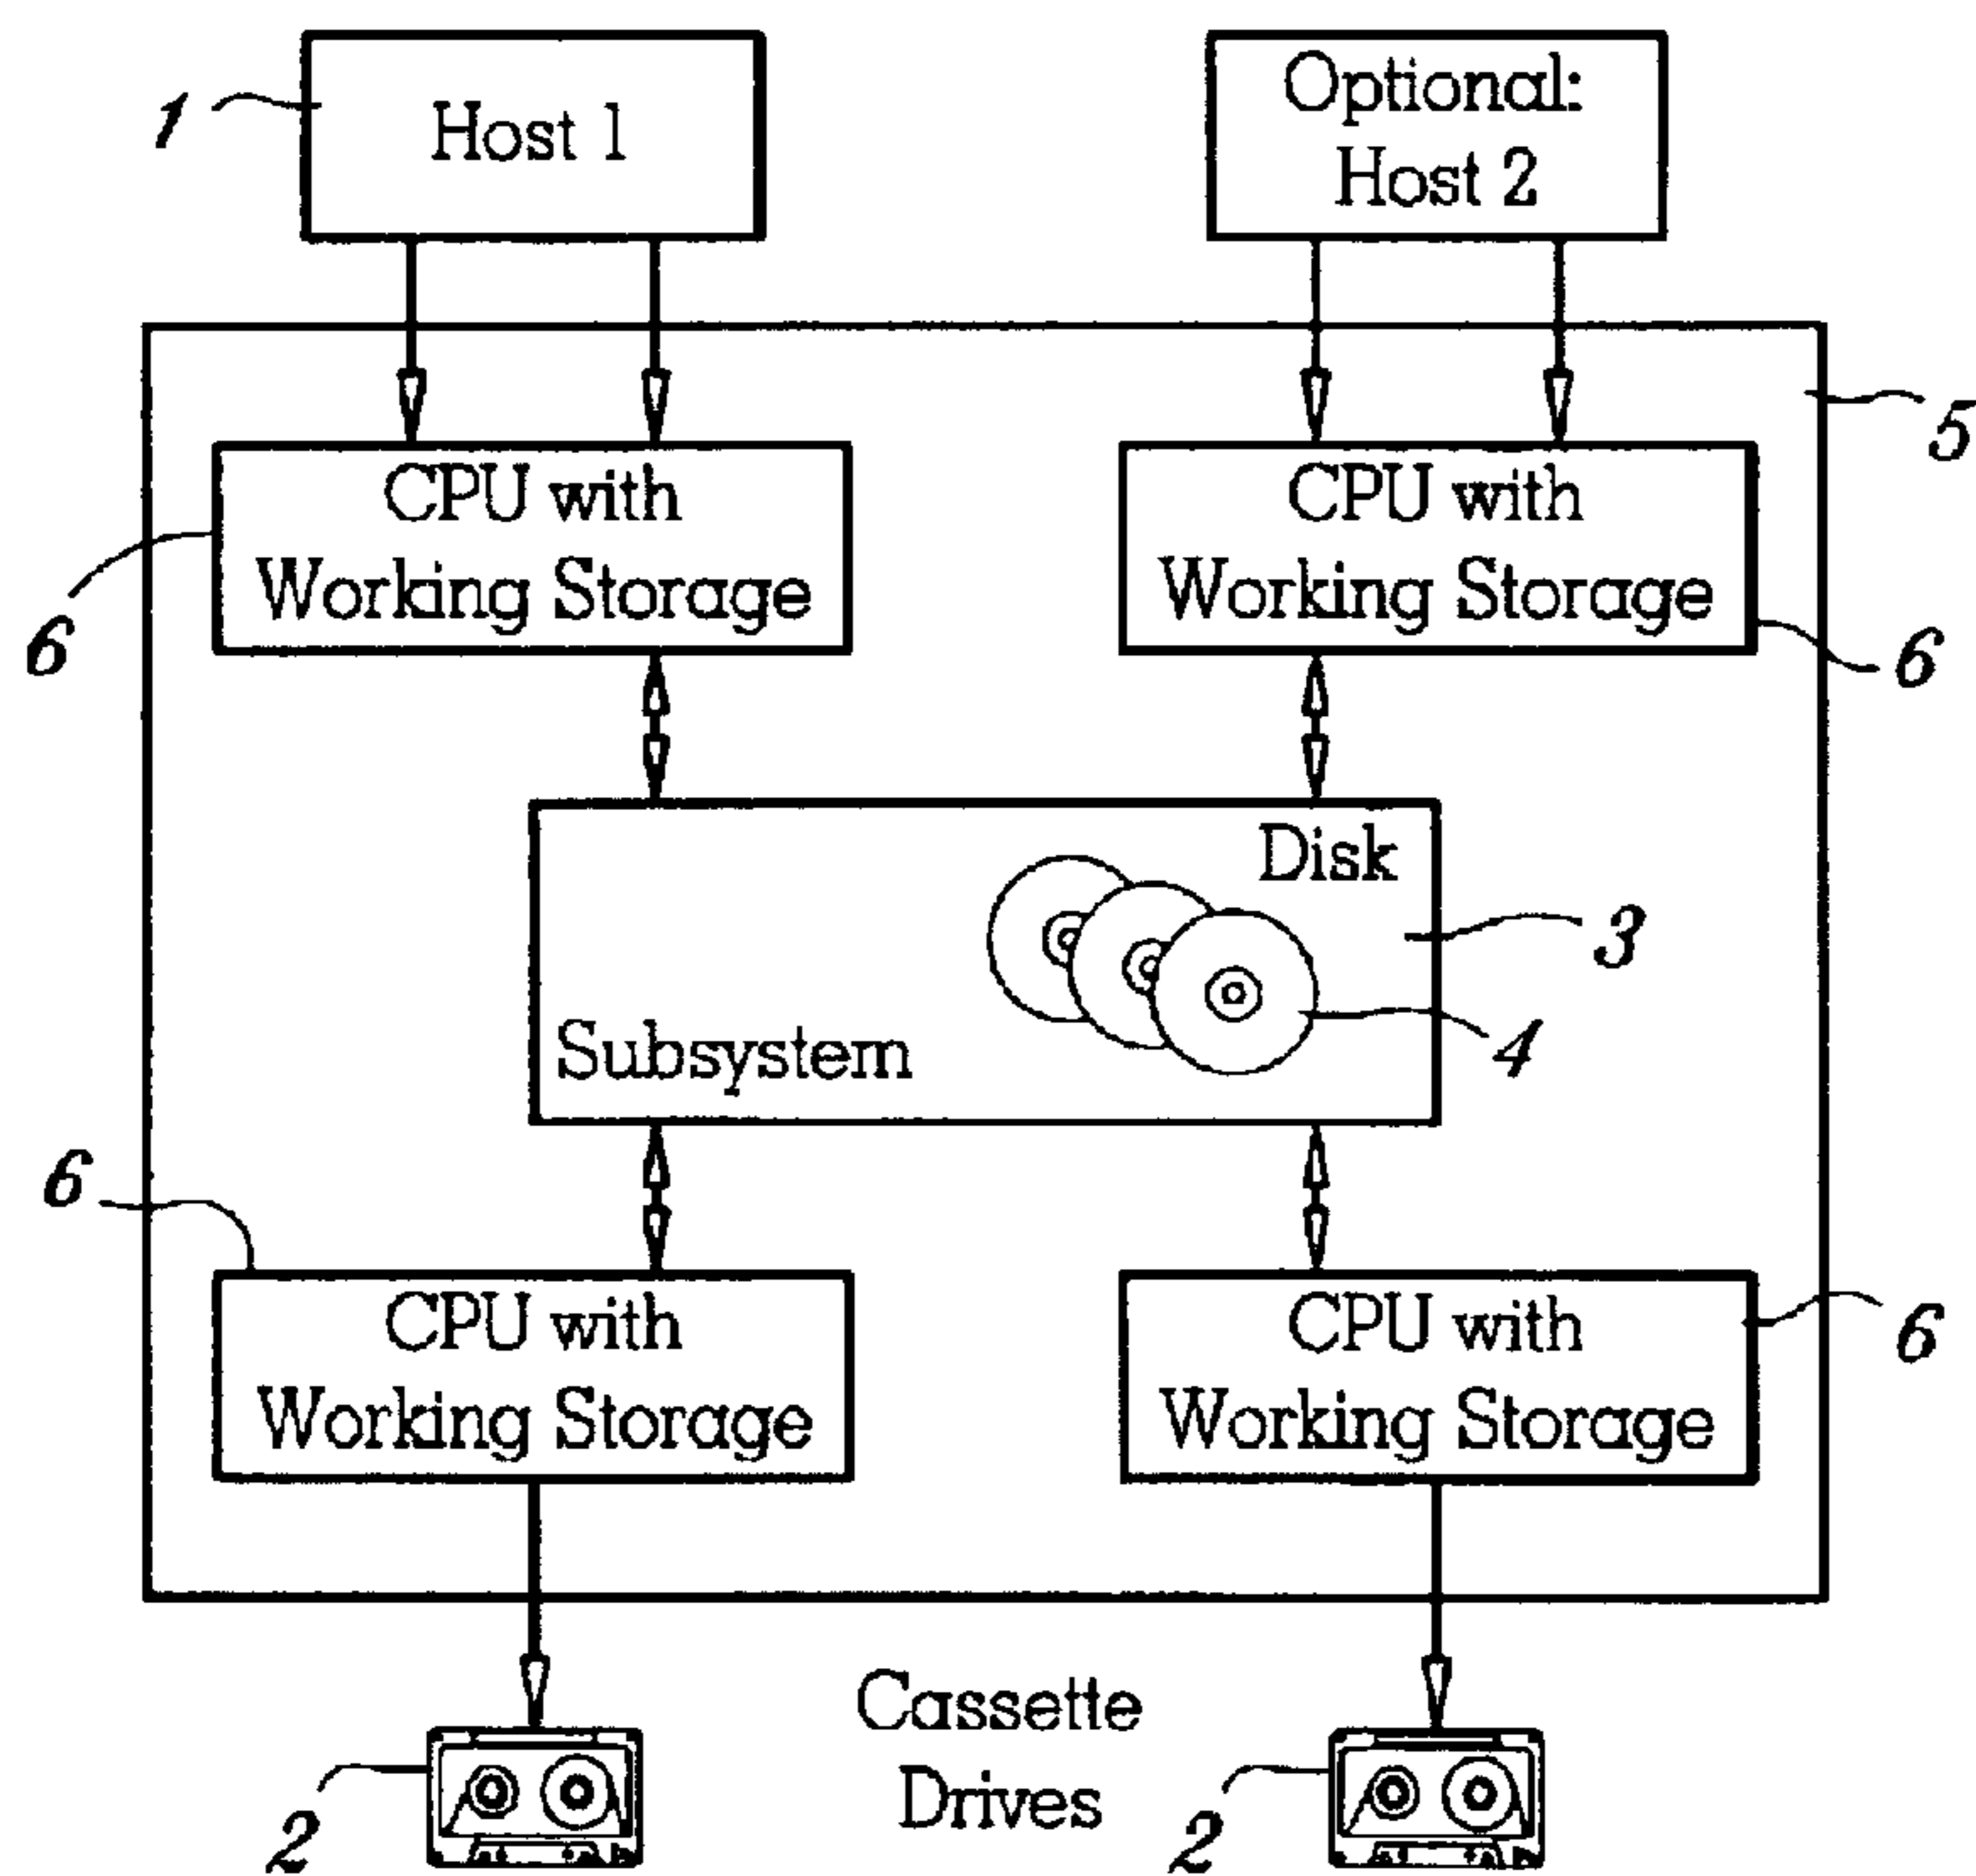 1
Host 1
Optional:
Host 2
5
CPU with
Working Storage
CPU with
Working Storage
6
6
Disk
3
Subsystem
4
6
CPU with
Working Storage
CPU with
Working Storage
6
Cassette
Drives
2
2